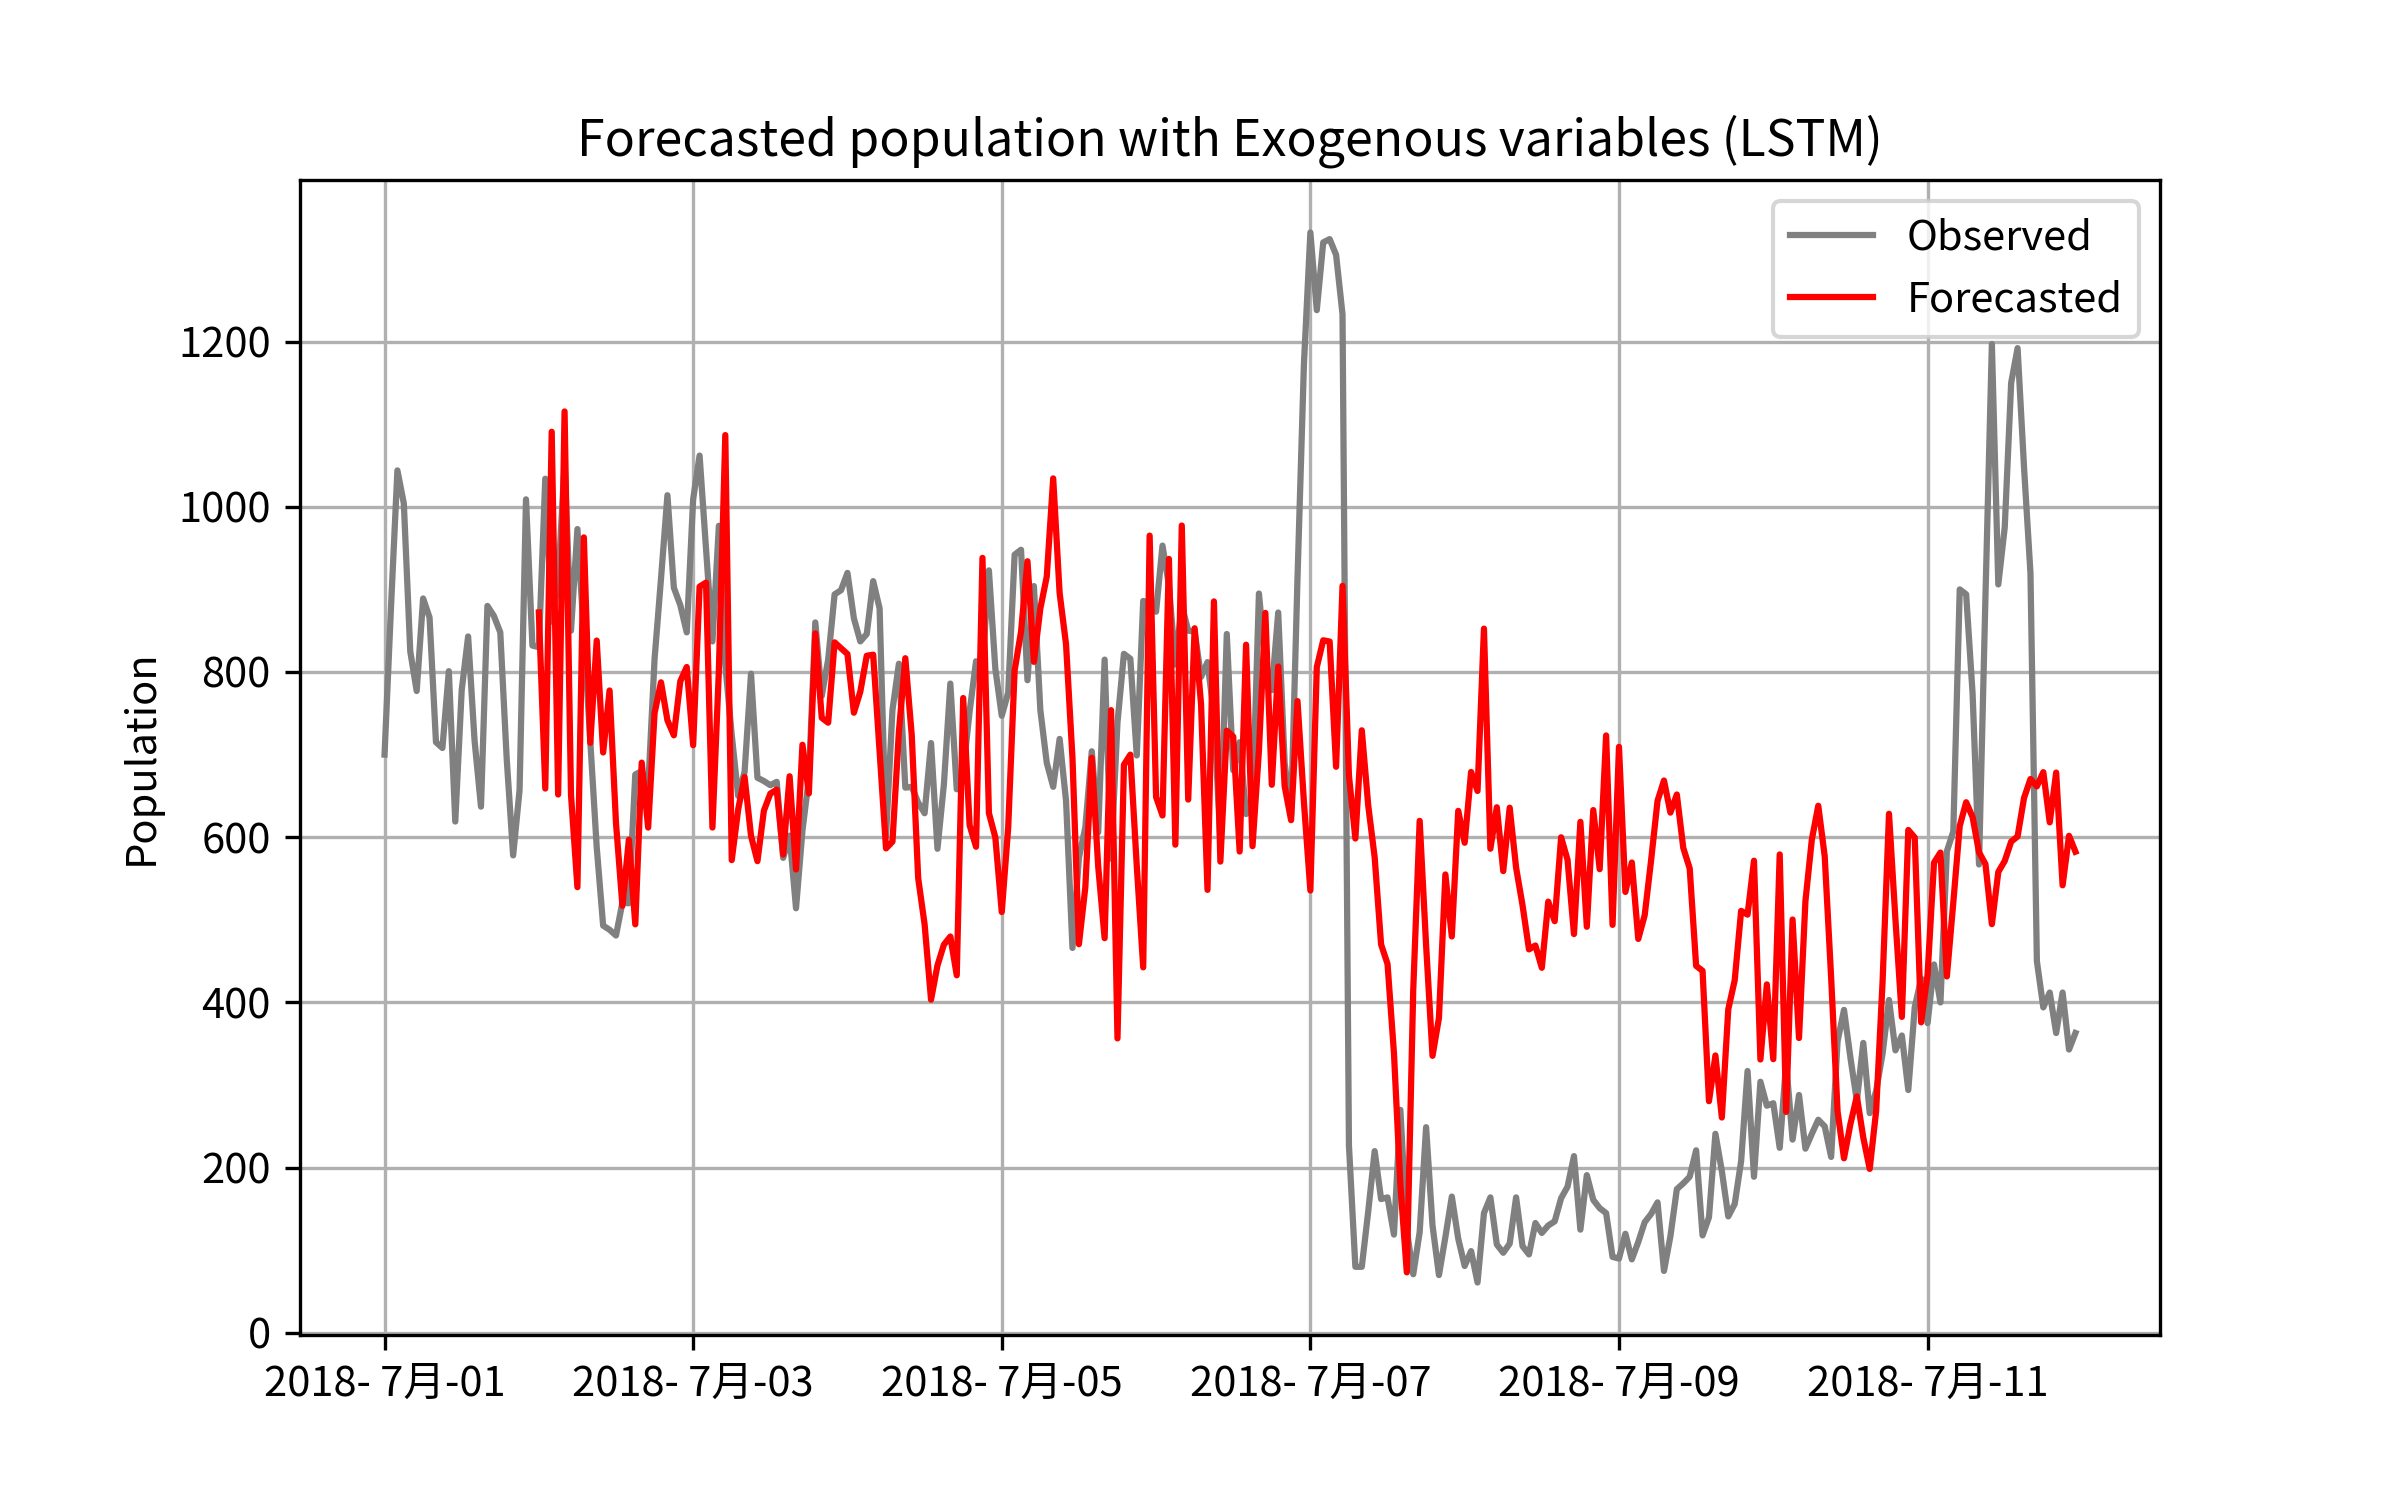 Forecasted population with Exogenous variables (LSTM)
Observed
Forecasted
Population
1200
1000
800
600
400
200
0
2018- 7月-01 2018- 7月-03 2018- 7月-05 2018- 7月-07 2018- 7月-09 2018- 7月-11